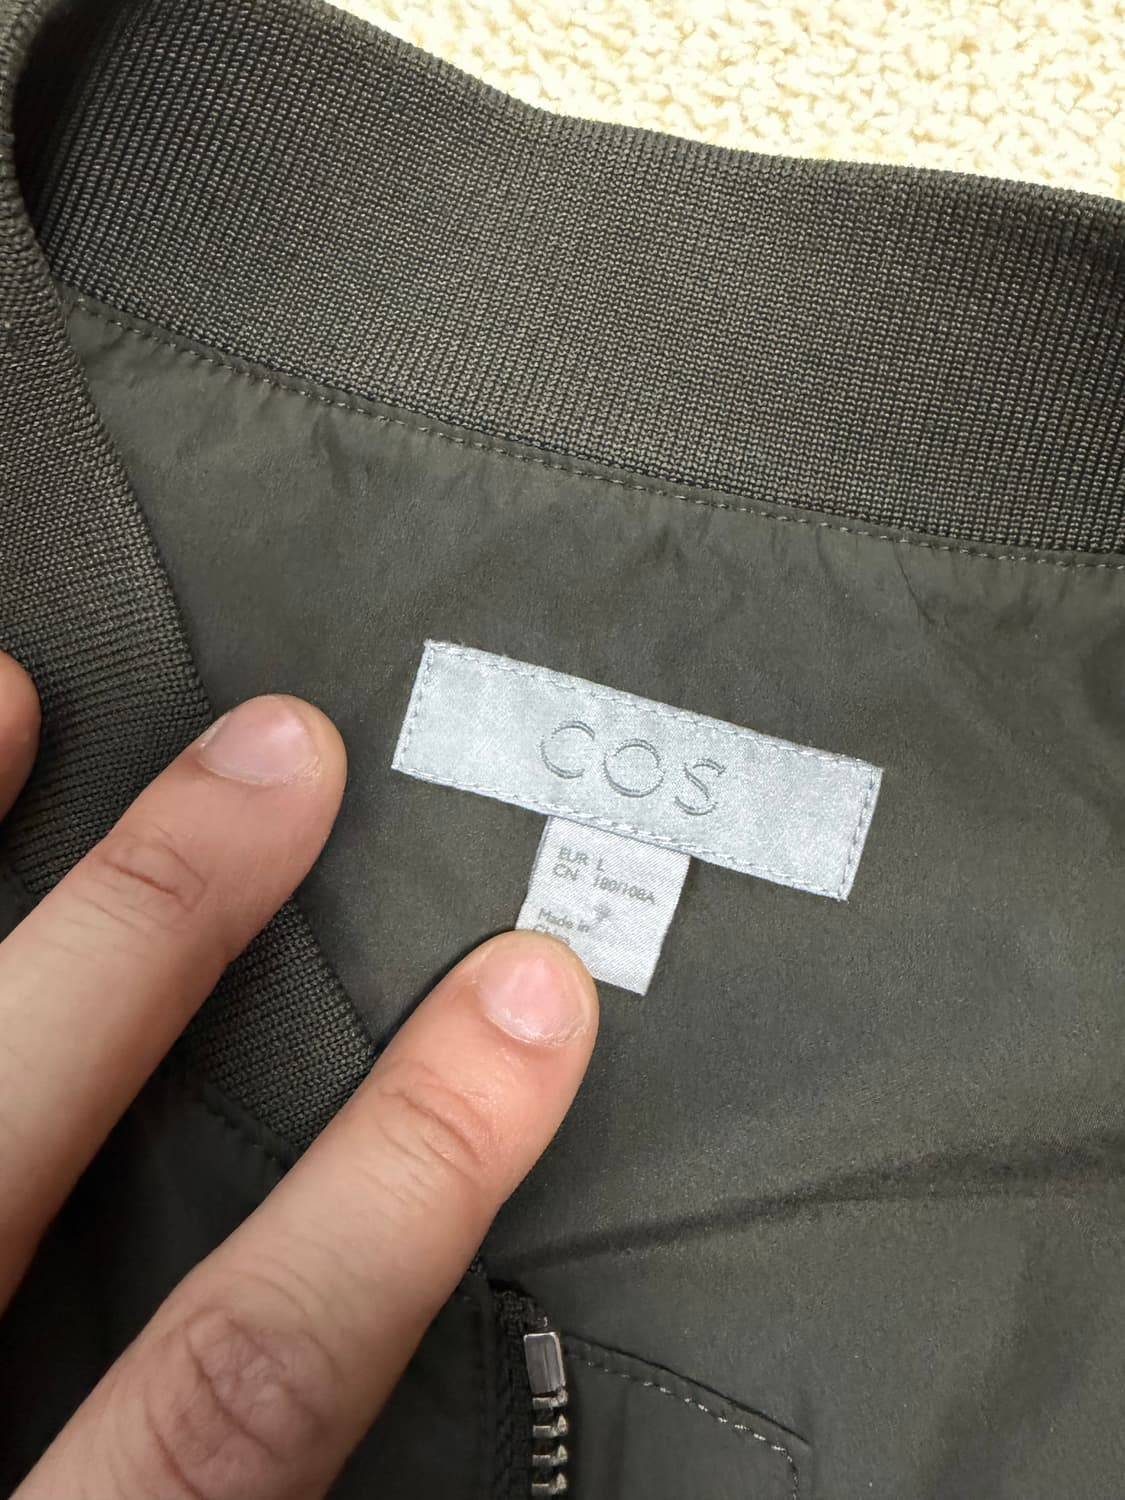 COS
EUR L
CN 180/108A
Made in